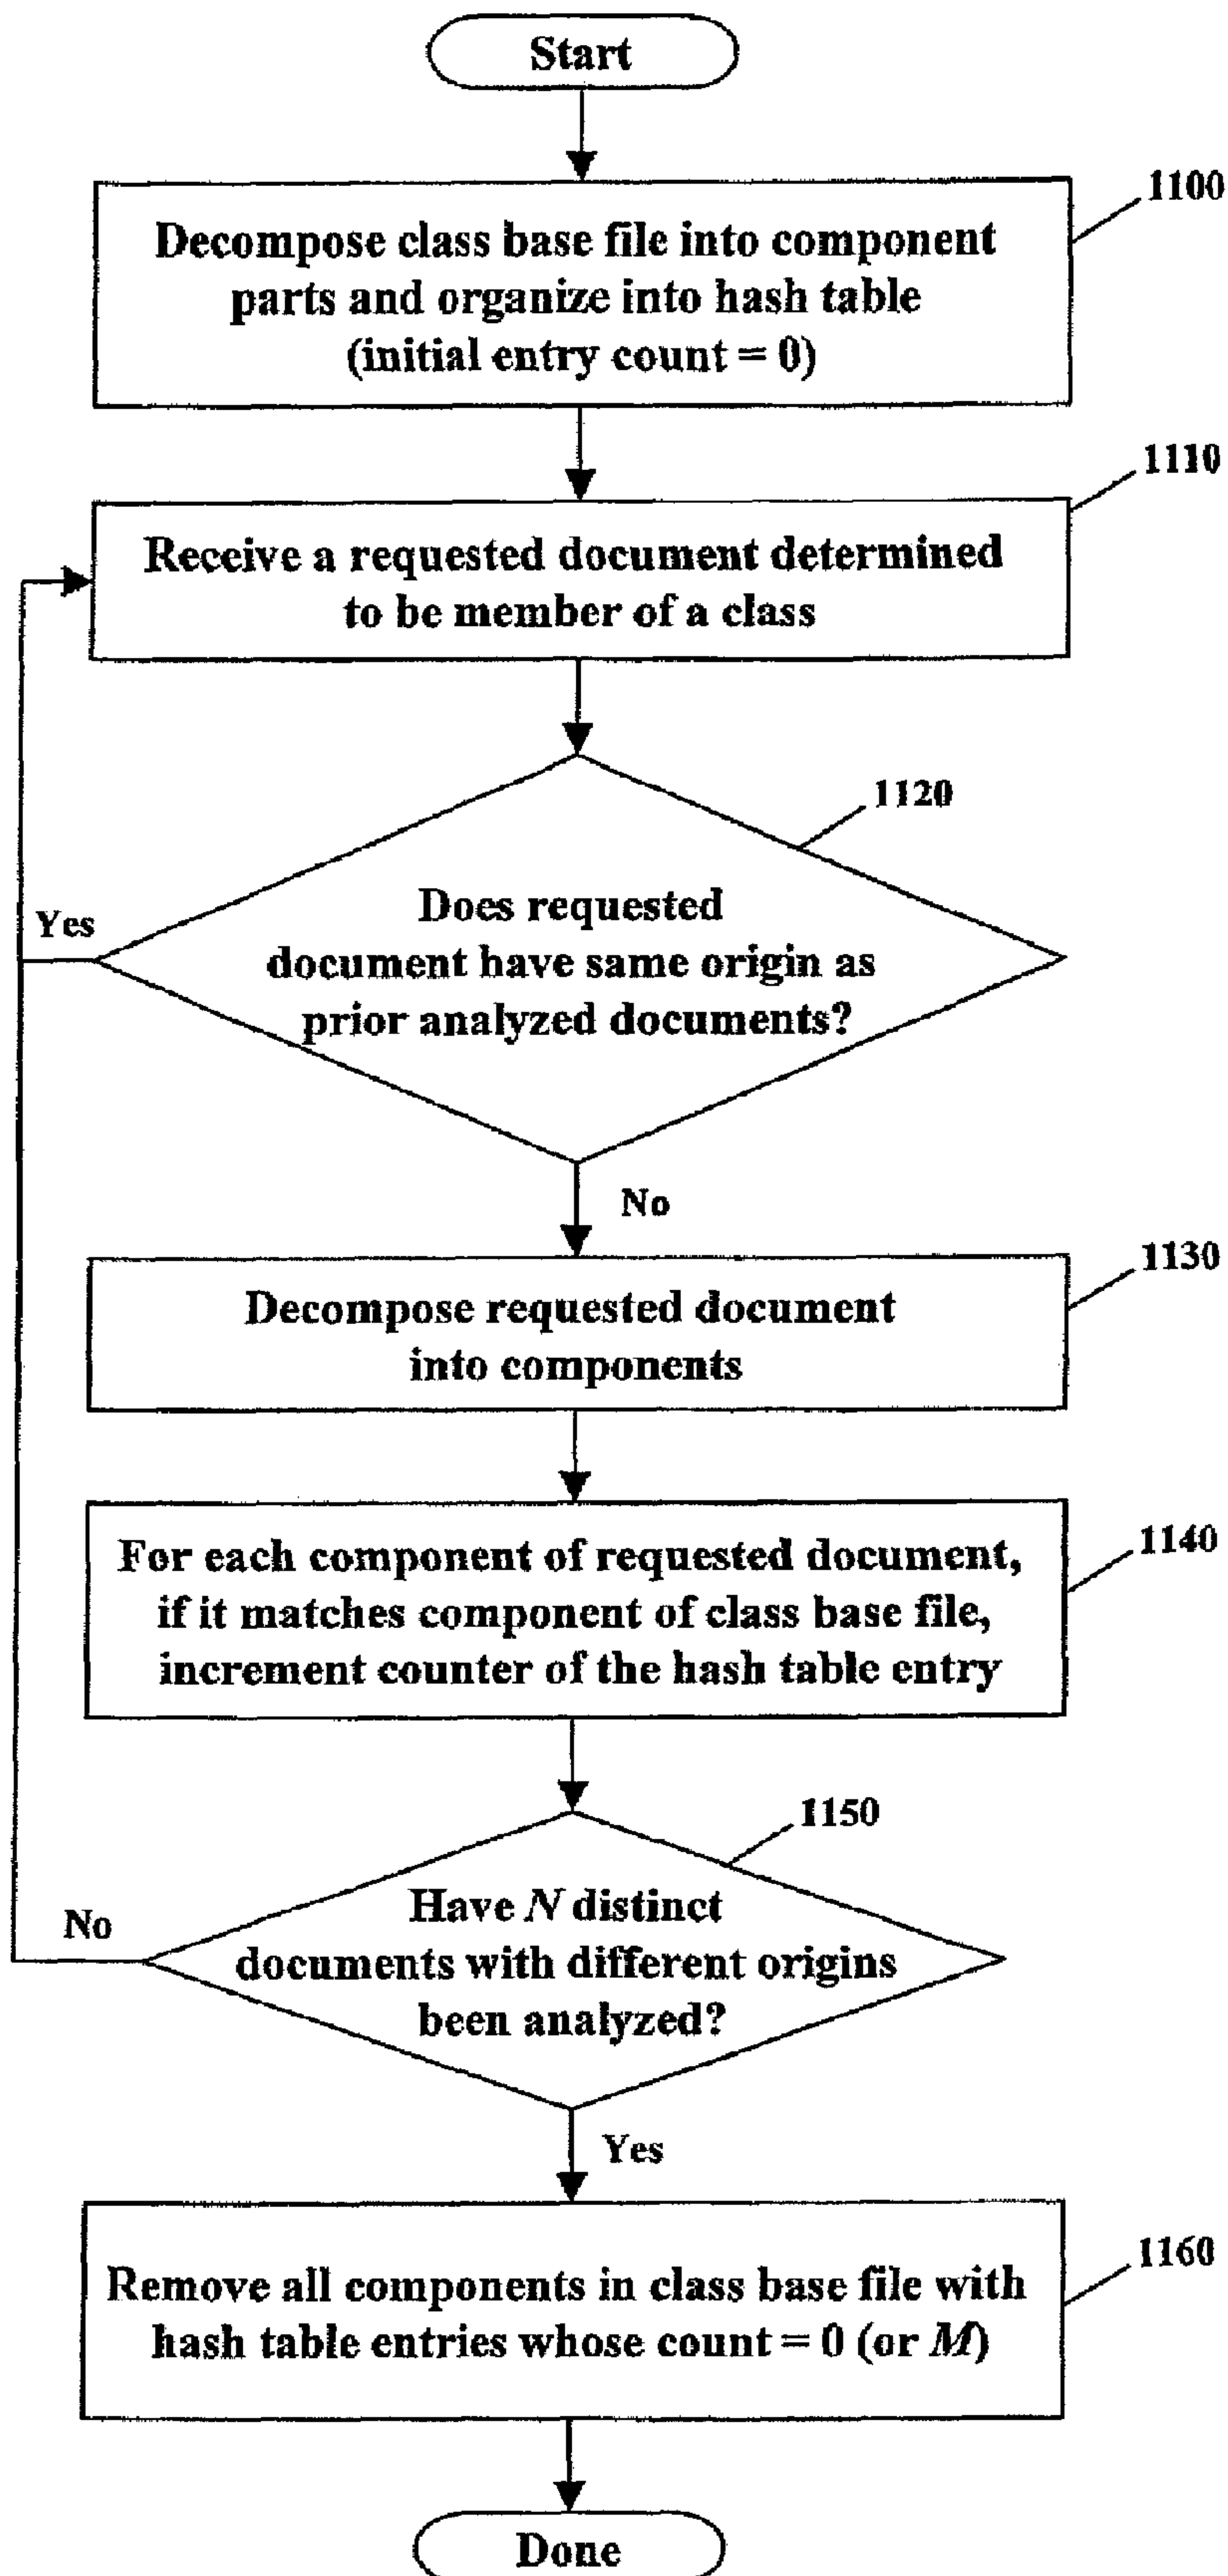 Start
1100
Decompose class base file into component
parts and organize into hash table
(initial entry count = 0)
1110
Receive a requested document determined
to be member of a class
1120
Does requested
document have same origin as
prior analyzed documents?
Yes
No
1130
Decompose requested document
into components
1140
For each component of requested document,
if it matches component of class base file,
increment counter of the hash table entry
1150
Have N distinct
documents with different origins
been analyzed?
No
Yes
1160
Remove all components in class base file with
hash table entries whose count = 0 (or M)
Done